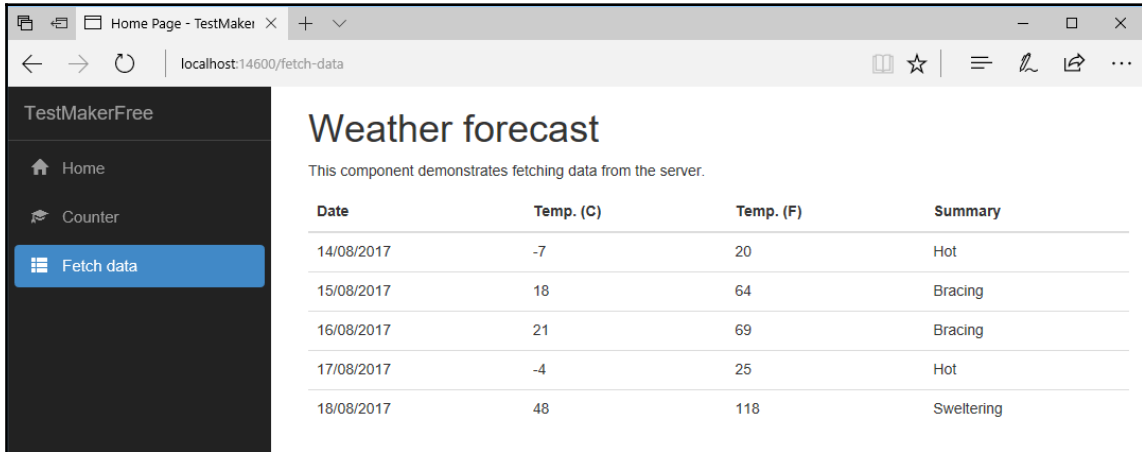 Home Page - TestMaker
localhost:14600/fetch-data
TestMakerFree
Home
Counter
Fetch data
Weather forecast
This component demonstrates fetching data from the server.
Date Temp. (C) Temp. (F) Summary
14/08/2017 -7 20 Hot
15/08/2017 18 64 Bracing
16/08/2017 21 69 Bracing
17/08/2017 -4 25 Hot
18/08/2017 48 118 Sweltering